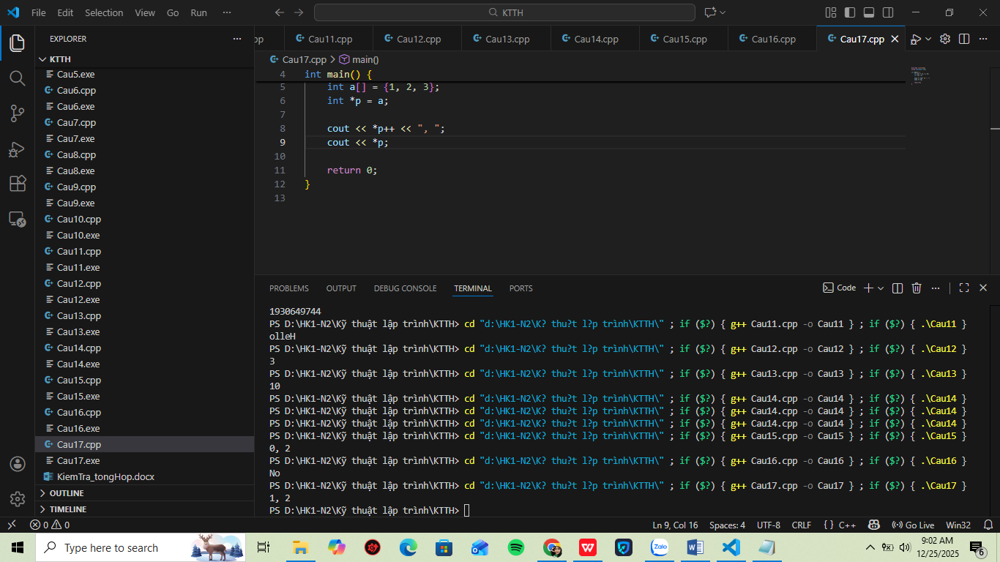 File Edit Selection View Go Run ··· KTTH
EXPLORER ···
KTTH
Cau5.exe
Cau6.cpp
Cau6.exe
Cau7.cpp
Cau7.exe
Cau8.cpp
Cau8.exe
Cau9.cpp
Cau9.exe
Cau10.cpp
Cau10.exe
Cau11.cpp
Cau11.exe
Cau12.cpp
Cau12.exe
Cau13.cpp
Cau13.exe
Cau14.cpp
Cau14.exe
Cau15.cpp
Cau15.exe
Cau16.cpp
Cau16.exe
Cau17.cpp
Cau17.exe
KiemTra_tongHop.docx
OUTLINE
TIMELINE
pp Cau11.cpp Cau12.cpp Cau13.cpp Cau14.cpp Cau15.cpp Cau16.cpp Cau17.cpp
Cau17.cpp > main()
4 int main() {
5 int a[] = {1, 2, 3};
6 int *p = a;
7
8 cout << *p++ << ", ";
9 cout << *p;
10
11 return 0;
12 }
13
PROBLEMS OUTPUT DEBUG CONSOLE TERMINAL PORTS Code
1930649744
PS D:\HK1-N2\Kỹ thuật lập trình\KTTH> cd "d:\HK1-N2\K? thu?t l?p trình\KTTH\" ; if ($?) { g++ Cau11.cpp -o Cau11 } ; if ($?) { .\Cau11 }
olleH
PS D:\HK1-N2\Kỹ thuật lập trình\KTTH> cd "d:\HK1-N2\K? thu?t l?p trình\KTTH\" ; if ($?) { g++ Cau12.cpp -o Cau12 } ; if ($?) { .\Cau12 }
3
PS D:\HK1-N2\Kỹ thuật lập trình\KTTH> cd "d:\HK1-N2\K? thu?t l?p trình\KTTH\" ; if ($?) { g++ Cau13.cpp -o Cau13 } ; if ($?) { .\Cau13 }
10
PS D:\HK1-N2\Kỹ thuật lập trình\KTTH> cd "d:\HK1-N2\K? thu?t l?p trình\KTTH\" ; if ($?) { g++ Cau14.cpp -o Cau14 } ; if ($?) { .\Cau14 }
PS D:\HK1-N2\Kỹ thuật lập trình\KTTH> cd "d:\HK1-N2\K? thu?t l?p trình\KTTH\" ; if ($?) { g++ Cau14.cpp -o Cau14 } ; if ($?) { .\Cau14 }
PS D:\HK1-N2\Kỹ thuật lập trình\KTTH> cd "d:\HK1-N2\K? thu?t l?p trình\KTTH\" ; if ($?) { g++ Cau14.cpp -o Cau14 } ; if ($?) { .\Cau14 }
PS D:\HK1-N2\Kỹ thuật lập trình\KTTH> cd "d:\HK1-N2\K? thu?t l?p trình\KTTH\" ; if ($?) { g++ Cau15.cpp -o Cau15 } ; if ($?) { .\Cau15 }
0, 2
PS D:\HK1-N2\Kỹ thuật lập trình\KTTH> cd "d:\HK1-N2\K? thu?t l?p trình\KTTH\" ; if ($?) { g++ Cau16.cpp -o Cau16 } ; if ($?) { .\Cau16 }
No
PS D:\HK1-N2\Kỹ thuật lập trình\KTTH> cd "d:\HK1-N2\K? thu?t l?p trình\KTTH\" ; if ($?) { g++ Cau17.cpp -o Cau17 } ; if ($?) { .\Cau17 }
1, 2
PS D:\HK1-N2\Kỹ thuật lập trình\KTTH>
0 0 Ln 9, Col 16 Spaces: 4 UTF-8 CRLF {} C++ Go Live Win32
Type here to search Zalo W 9:02 AM
12/25/2025 6